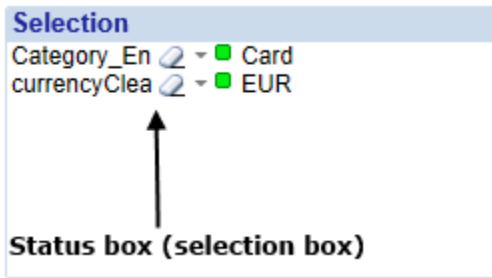 Selection
Category_En Card
currencyClea EUR
Status box (selection box)